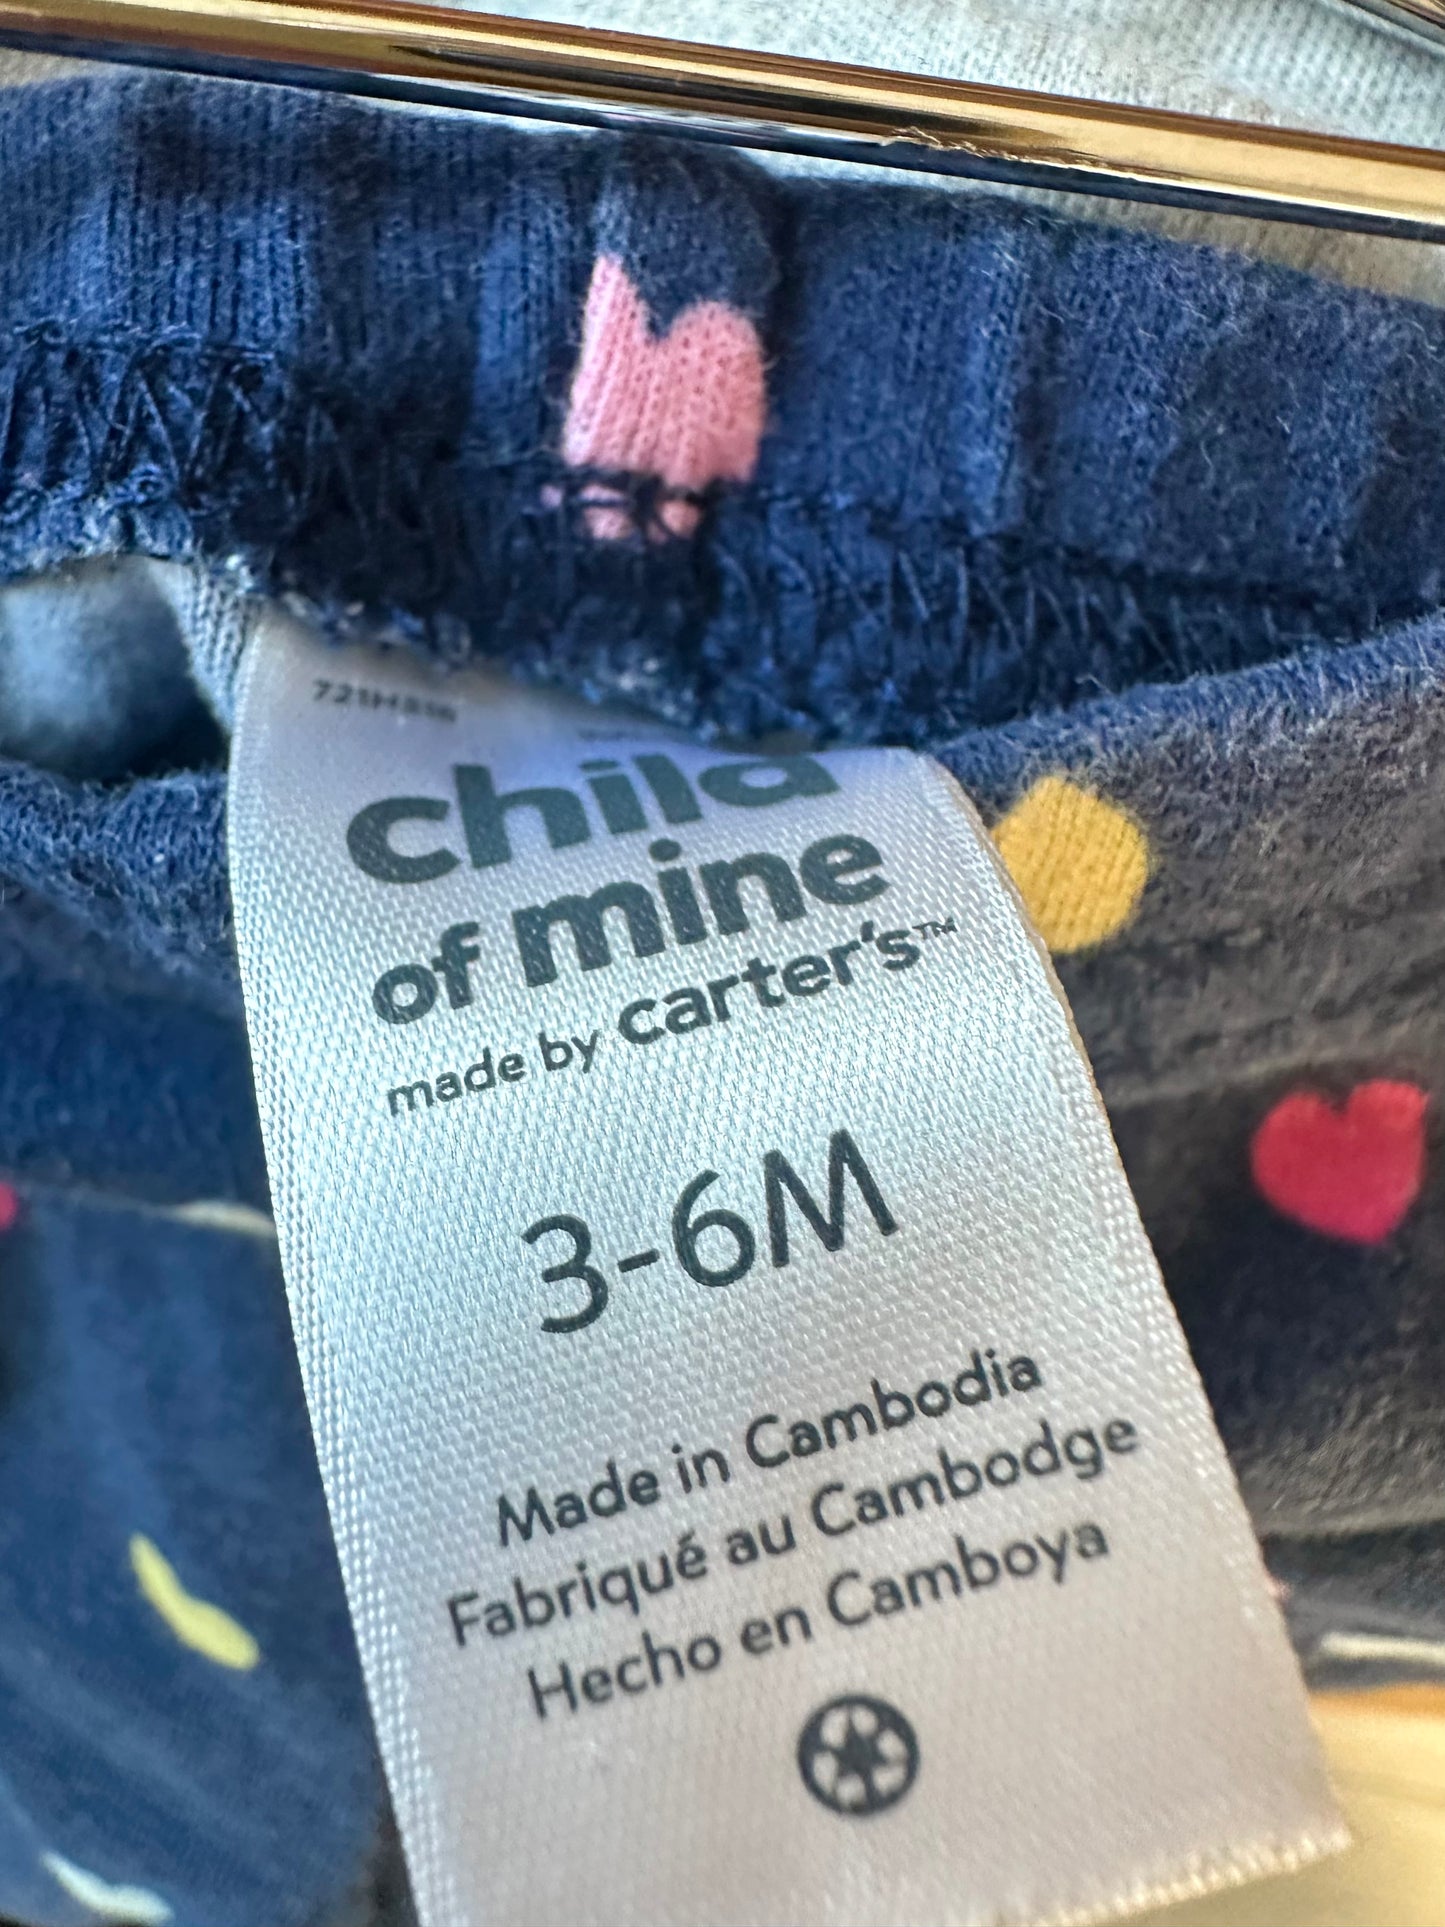 child
of mine
made by carter's™
3-6M
Made in Cambodia
Fabriqué au Cambodge
Hecho en Camboya